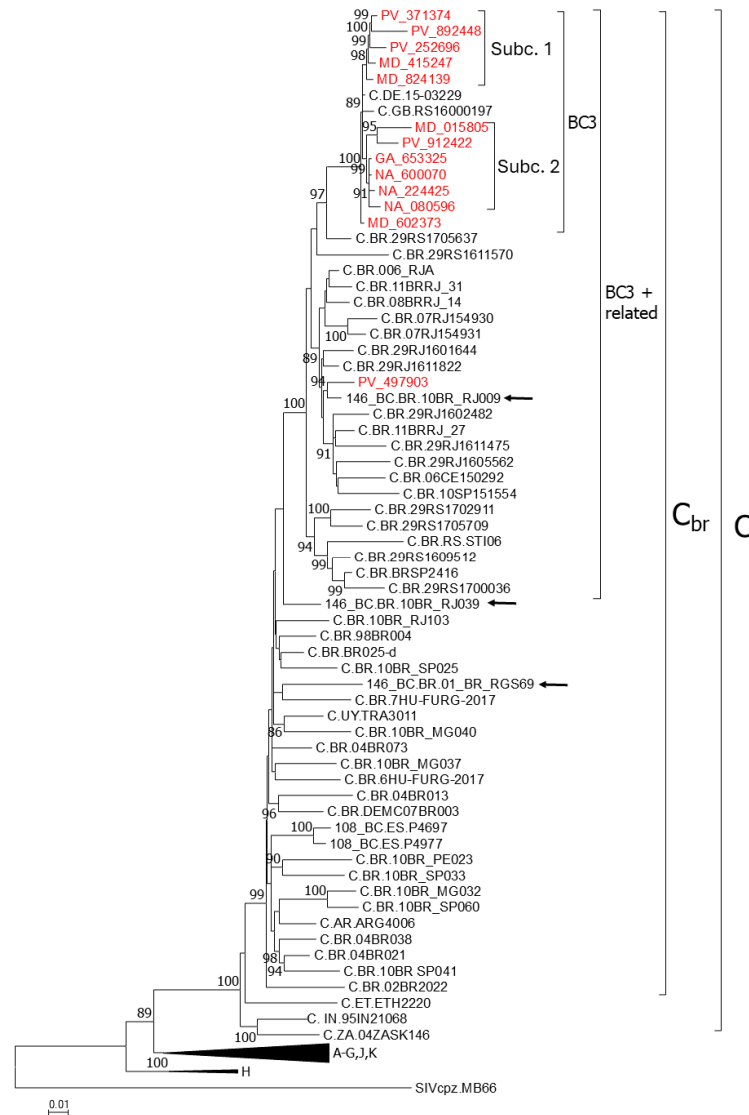 99
PV_371374
100
PV_892448
99
PV_252696
Subc. 1
98
MD_415247
MD_824139
89
C.DE.15-03229
C.GB.RS16000197
BC3
95
MD_015805
PV_912422
100
GA_653325
99
NA_600070
Subc. 2
91
NA_224425
NA_080596
97
MD_602373
C.BR.29RS1705637
C.BR.29RS1611570
C.BR.006_RJA
BC3 +
related
C.BR.11BRRJ_31
C.BR.08BRRJ_14
C.BR.07RJ154930
100
C.BR.07RJ154931
C.BR.29RJ1601644
89
C.BR.29RJ1611822
94
PV_497903
146_BC.BR.10BR_RJ009
100
C.BR.29RJ1602482
C.BR.11BRRJ_27
C.BR.29RJ1611475
91
C.BR.29RJ1605562
C.BR.06CE150292
C.BR.10SP151554
100
C.BR.29RS1702911
C.BR.29RS1705709
Cbr
C
94
C.BR.RS.STI06
C.BR.29RS1609512
99
C.BR.BRSP2416
99
C.BR.29RS1700036
146_BC.BR.10BR_RJ039
C.BR.10BR_RJ103
C.BR.98BR004
C.BR.BR025-d
C.BR.10BR_SP025
146_BC.BR.01_BR_RGS69
C.BR.7HU-FURG-2017
C.UY.TRA3011
86
C.BR.10BR_MG040
C.BR.04BR073
C.BR.10BR_MG037
C.BR.6HU-FURG-2017
C.BR.04BR013
96
C.BR.DEMC07BR003
100
108_BC.ES.P4697
108_BC.ES.P4977
90
C.BR.10BR_PE023
C.BR.10BR_SP033
100
C.BR.10BR_MG032
99
C.BR.10BR_SP060
C.AR.ARG4006
C.BR.04BR038
98
C.BR.04BR021
94
C.BR.10BR.SP041
100
C.BR.02BR2022
C.ET.ETH2220
C. IN.95IN21068
100
C.ZA.04ZASK146
89
A-G,J,K
100
H
SIVcpz.MB66
0.01